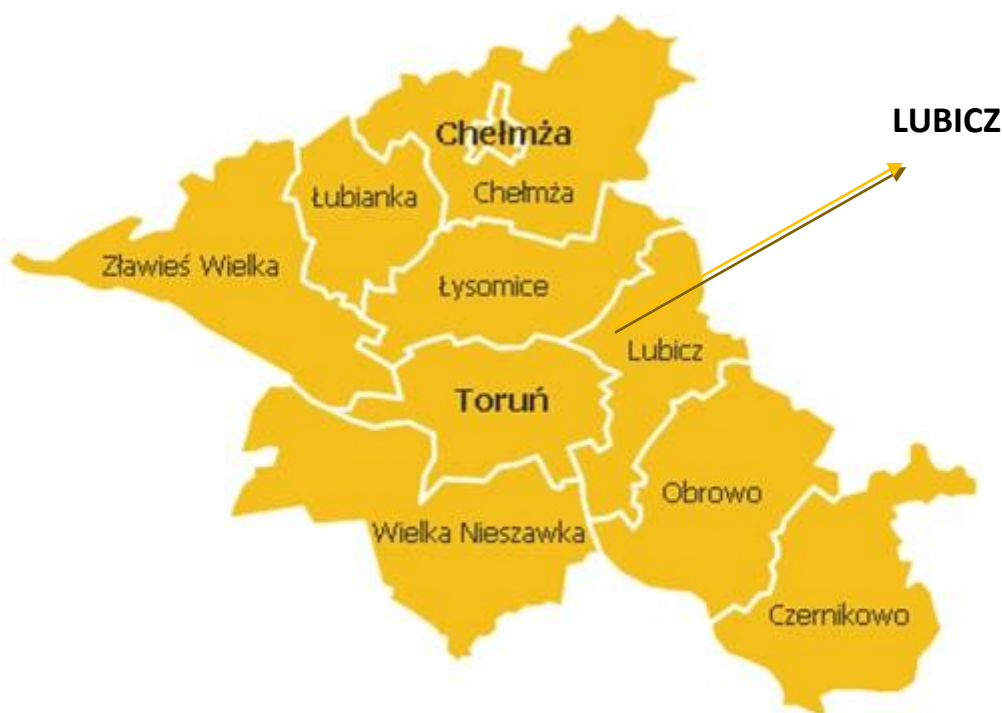 LUBICZ
Chełmża
Łubianka
Chełmża
Zławieś Wielka
Łysomice
Lubicz
Toruń
Obrowo
Wielka Nieszawka
Czernikowo